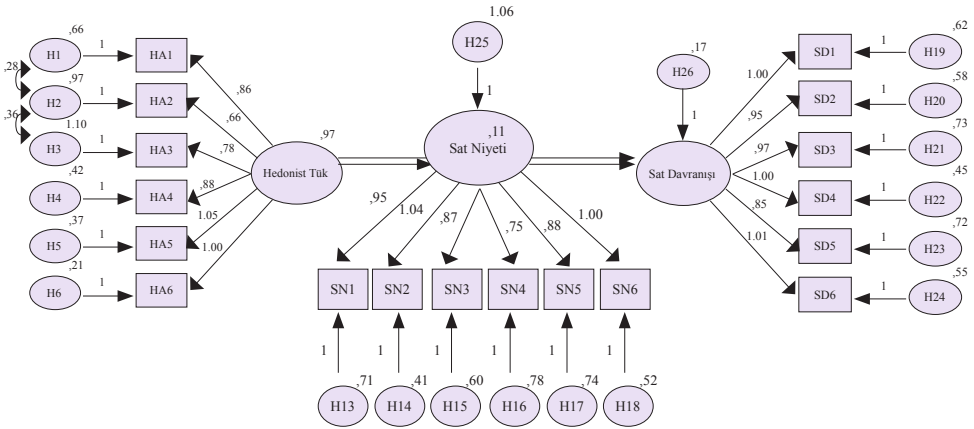 ,66
H1
1
HA1
,28
,97
H2
1
HA2
,36
1.10
H3
1
HA3
,42
H4
1
HA4
,37
H5
1
HA5
,21
H6
1
HA6
,86
,66
,78
,88
1.05
1.00
,97
Hedonist Tük
1.06
H25
1
,11
Sat Niyeti
,95
1.04
,87
,75
,88
1.00
SN1
SN2
SN3
SN4
SN5
SN6
1
1
1
1
1
1
,71
,41
,60
,78
,74
,52
H13
H14
H15
H16
H17
H18
,17
H26
1
Sat Davranışı
1.00
,95
,97
1.00
,85
1.01
SD1
1
H19
,62
SD2
1
H20
,58
SD3
1
H21
,73
SD4
1
H22
,45
SD5
1
H23
,72
SD6
1
H24
,55